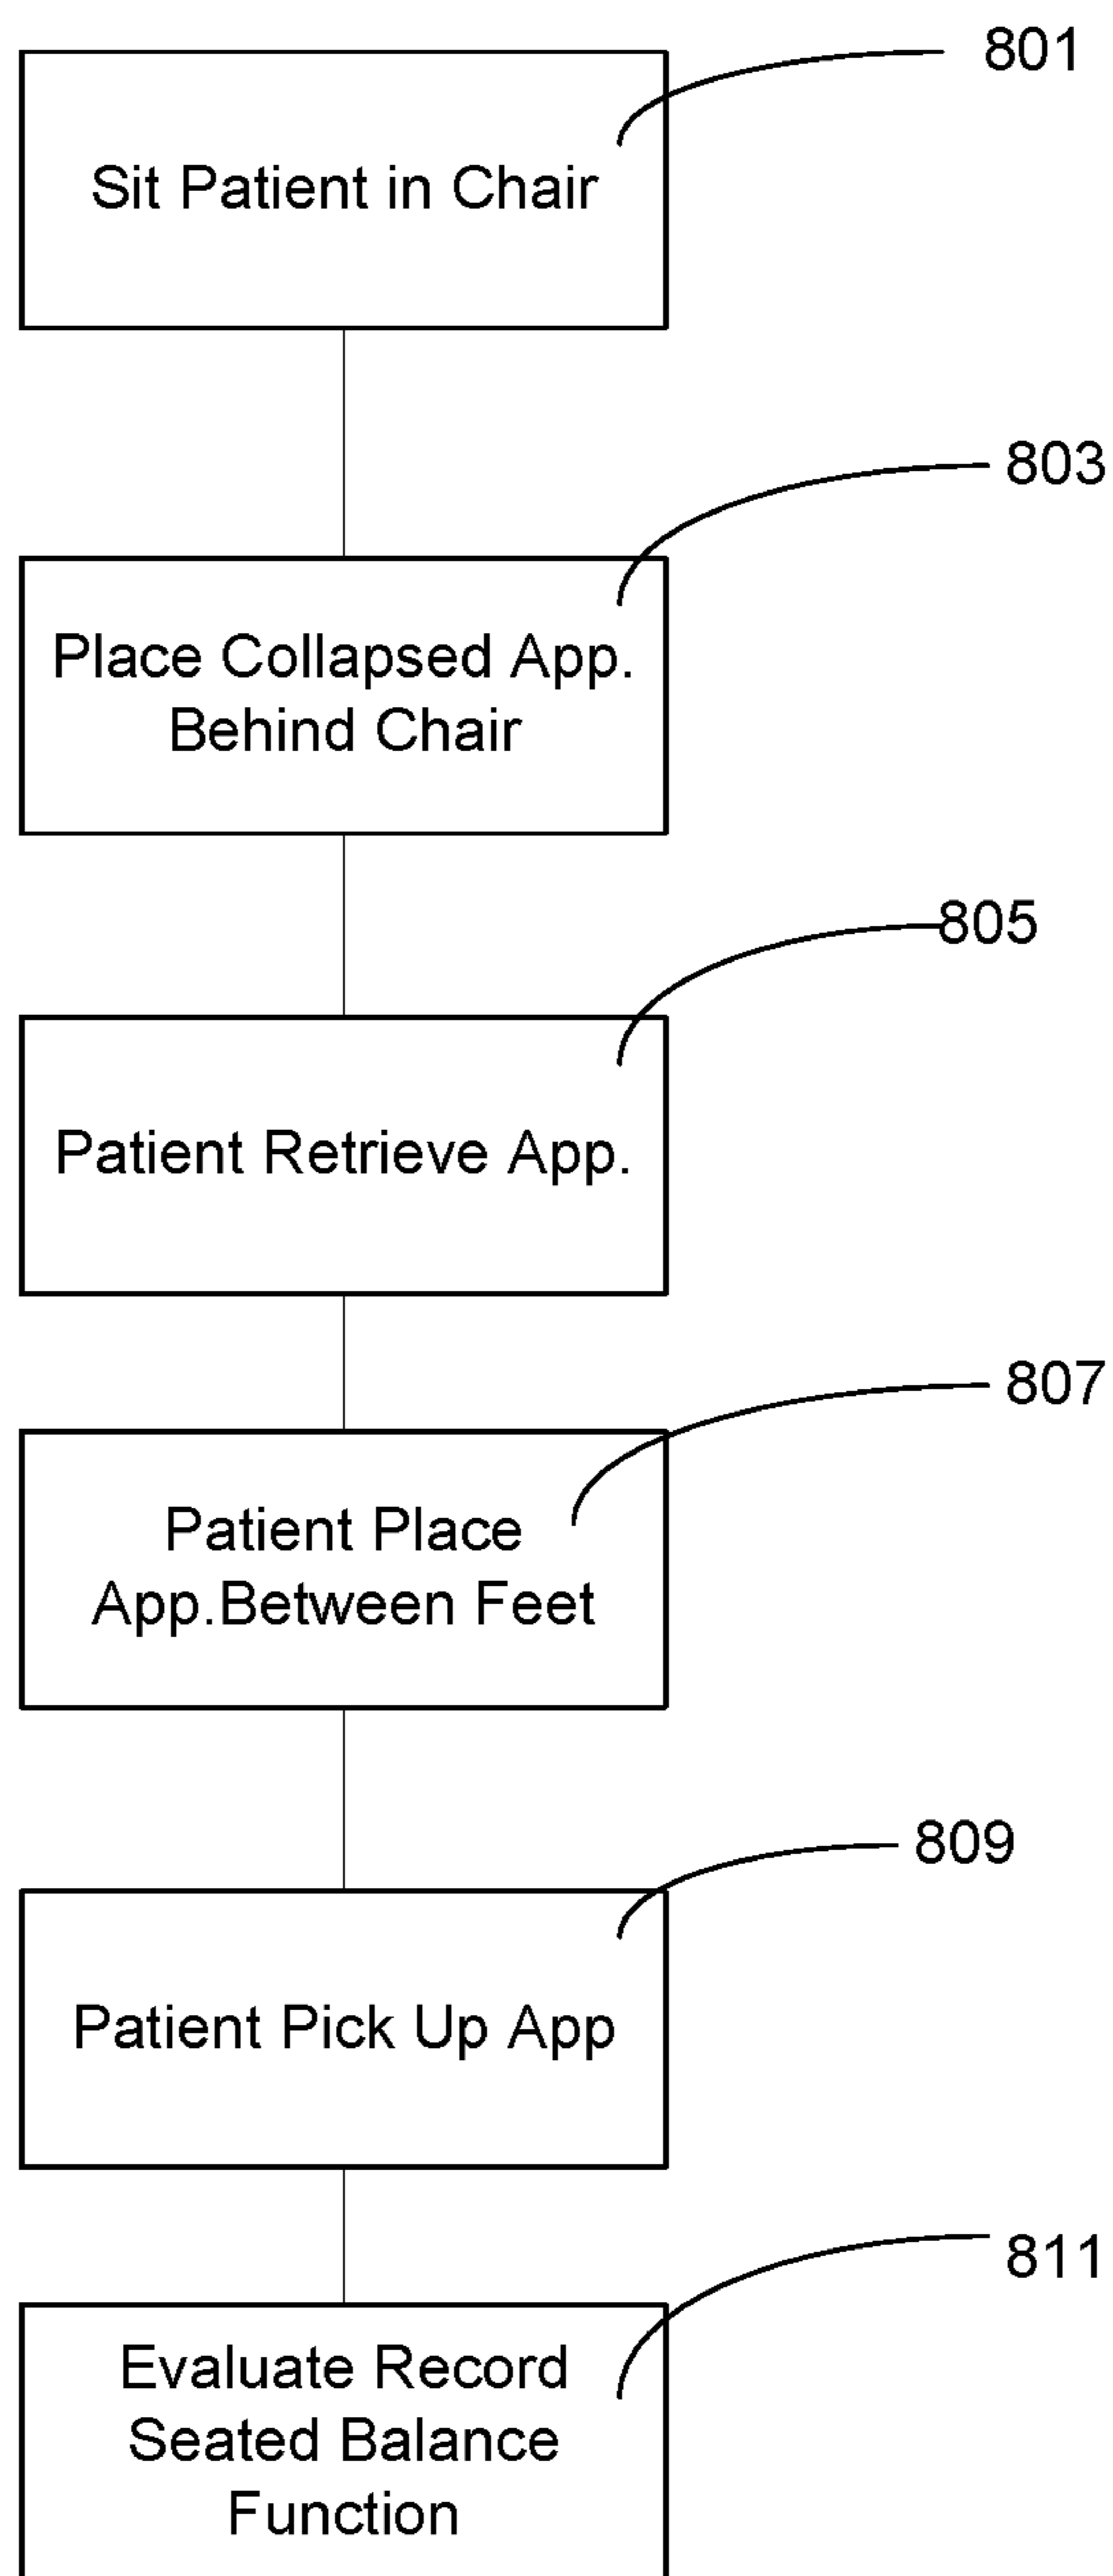 801
Sit Patient in Chair
803
Place Collapsed App.
Behind Chair
805
Patient Retrieve App.
807
Patient Place
App.Between Feet
809
Patient Pick Up App
811
Evaluate Record
Seated Balance
Function